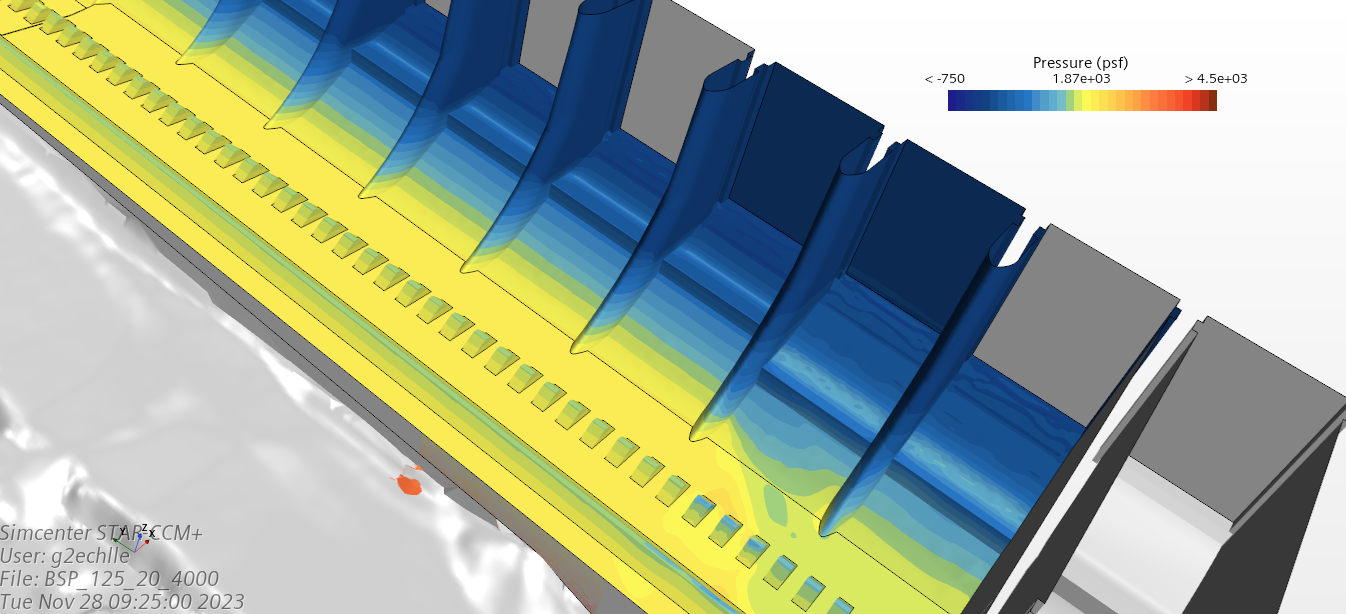 Pressure (psf)
< -750 1.87e+03 > 4.5e+03
Z
Y X
Simcenter STAR-CCM+
User: g2echlle
File: BSP_125_20_4000
Tue Nov 28 09:25:00 2023